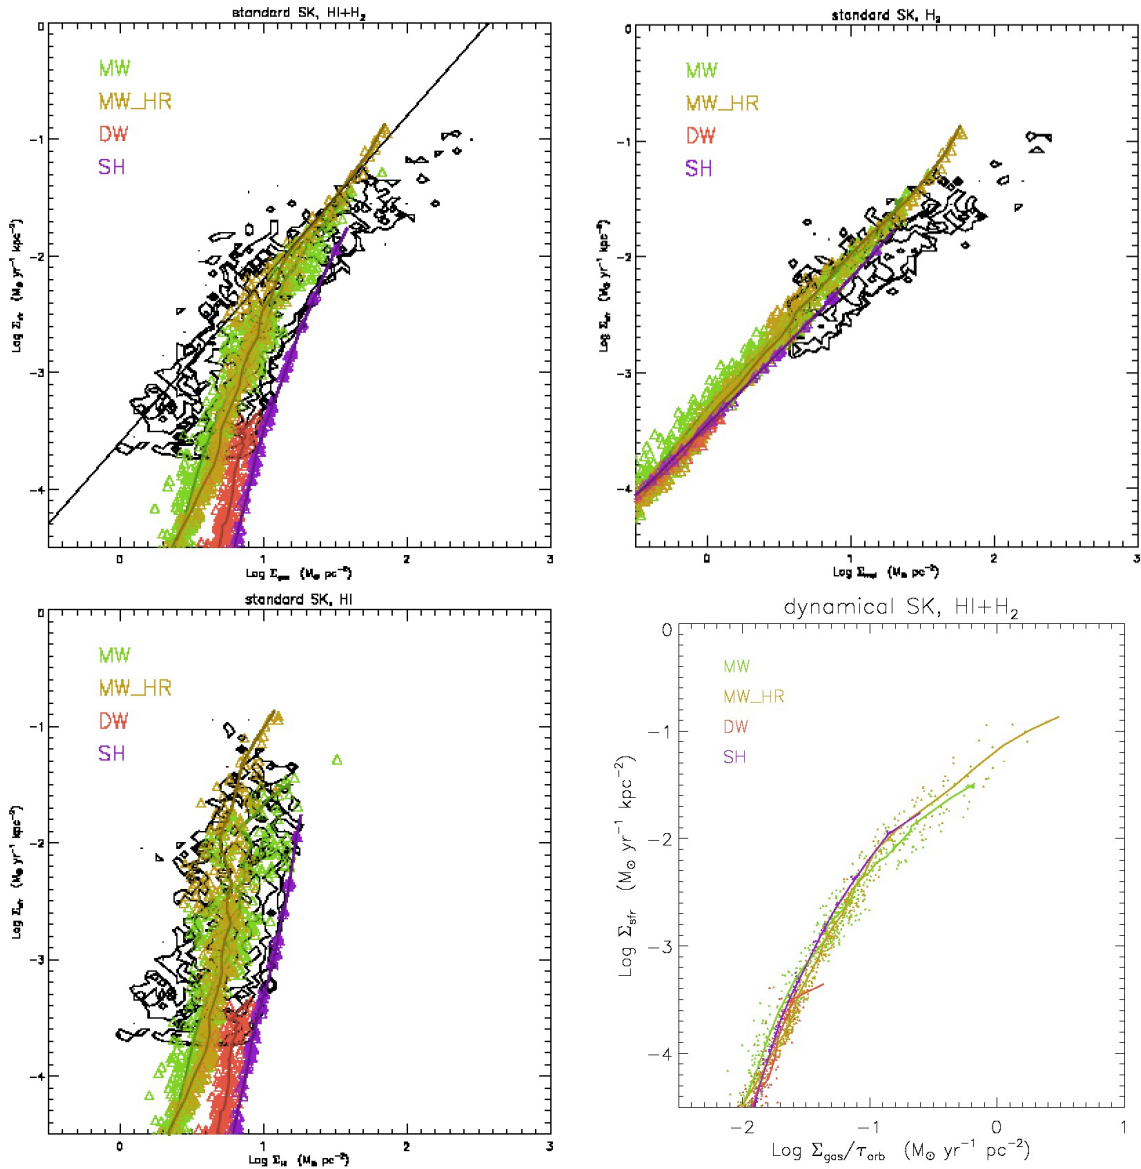 standard SK, HI+H₂
0
MW
MW_HR
DW
SH
-1
-2
-3
-4
Log Σsfr (M⊙ yr⁻¹ kpc⁻²)
0 1 2 3
Log Σgas (M⊙ pc⁻²)
standard SK, H₂
0
MW
MW_HR
DW
SH
-1
-2
-3
-4
Log Σsfr (M⊙ yr⁻¹ kpc⁻²)
0 1 2 3
Log Σmol (M⊙ pc⁻²)
standard SK, HI
0
MW
MW_HR
DW
SH
-1
-2
-3
-4
Log Σsfr (M⊙ yr⁻¹ kpc⁻²)
0 1 2 3
Log ΣHI (M⊙ pc⁻²)
dynamical SK, HI+H₂
0
MW
MW_HR
DW
SH
-1
-2
-3
-4
Log Σsfr (M⊙ yr⁻¹ kpc⁻²)
-2 -1 0 1
Log Σgas/τorb (M⊙ yr⁻¹ pc⁻²)